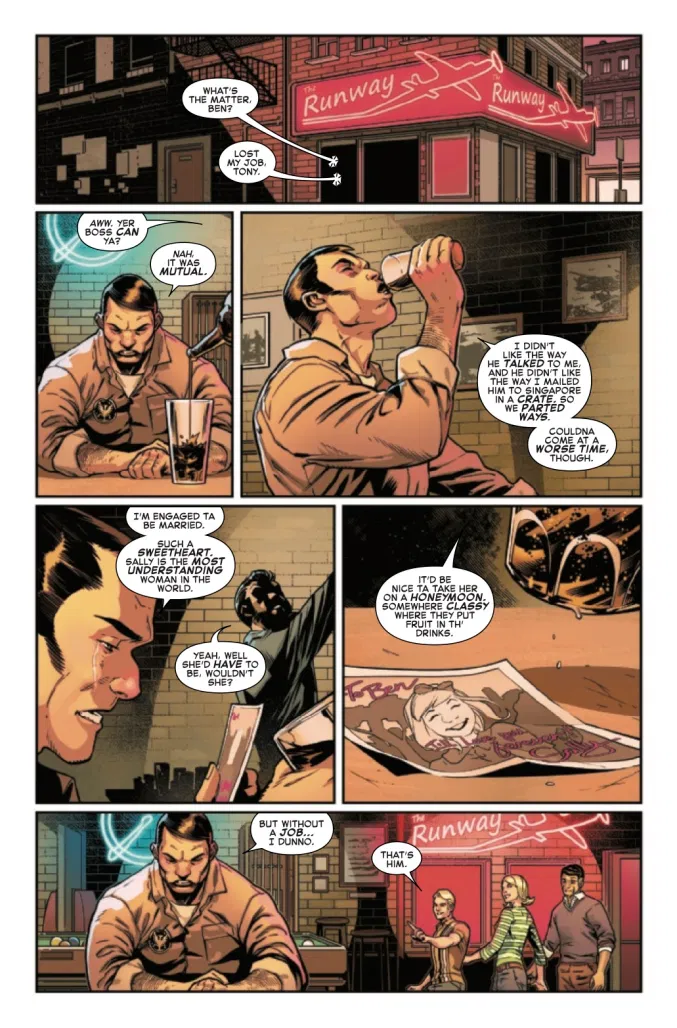 WHAT'S
THE MATTER,
BEN?
The
Runway
The
Runway
LOST
MY JOB,
TONY.
AWW. YER
BOSS CAN
YA?
NAH,
IT WAS
MUTUAL.
I DIDN'T
LIKE THE WAY
HE TALKED TO ME,
AND HE DIDN'T LIKE
THE WAY I MAILED
HIM TO SINGAPORE
IN A CRATE. SO
WE PARTED
WAYS.
COULDNA
COME AT A
WORSE TIME,
THOUGH.
I'M ENGAGED TA
BE MARRIED.
SUCH A
SWEETHEART.
SALLY IS THE MOST
UNDERSTANDING
WOMAN IN THE
WORLD.
YEAH, WELL
SHE'D HAVE TO
BE, WOULDN'T
SHE?
IT'D BE
NICE TA TAKE HER
ON A HONEYMOON.
SOMEWHERE CLASSY
WHERE THEY PUT
FRUIT IN TH'
DRINKS.
To Ben
BUT WITHOUT
A JOB...
I DUNNO.
The
Runway
THAT'S
HIM.